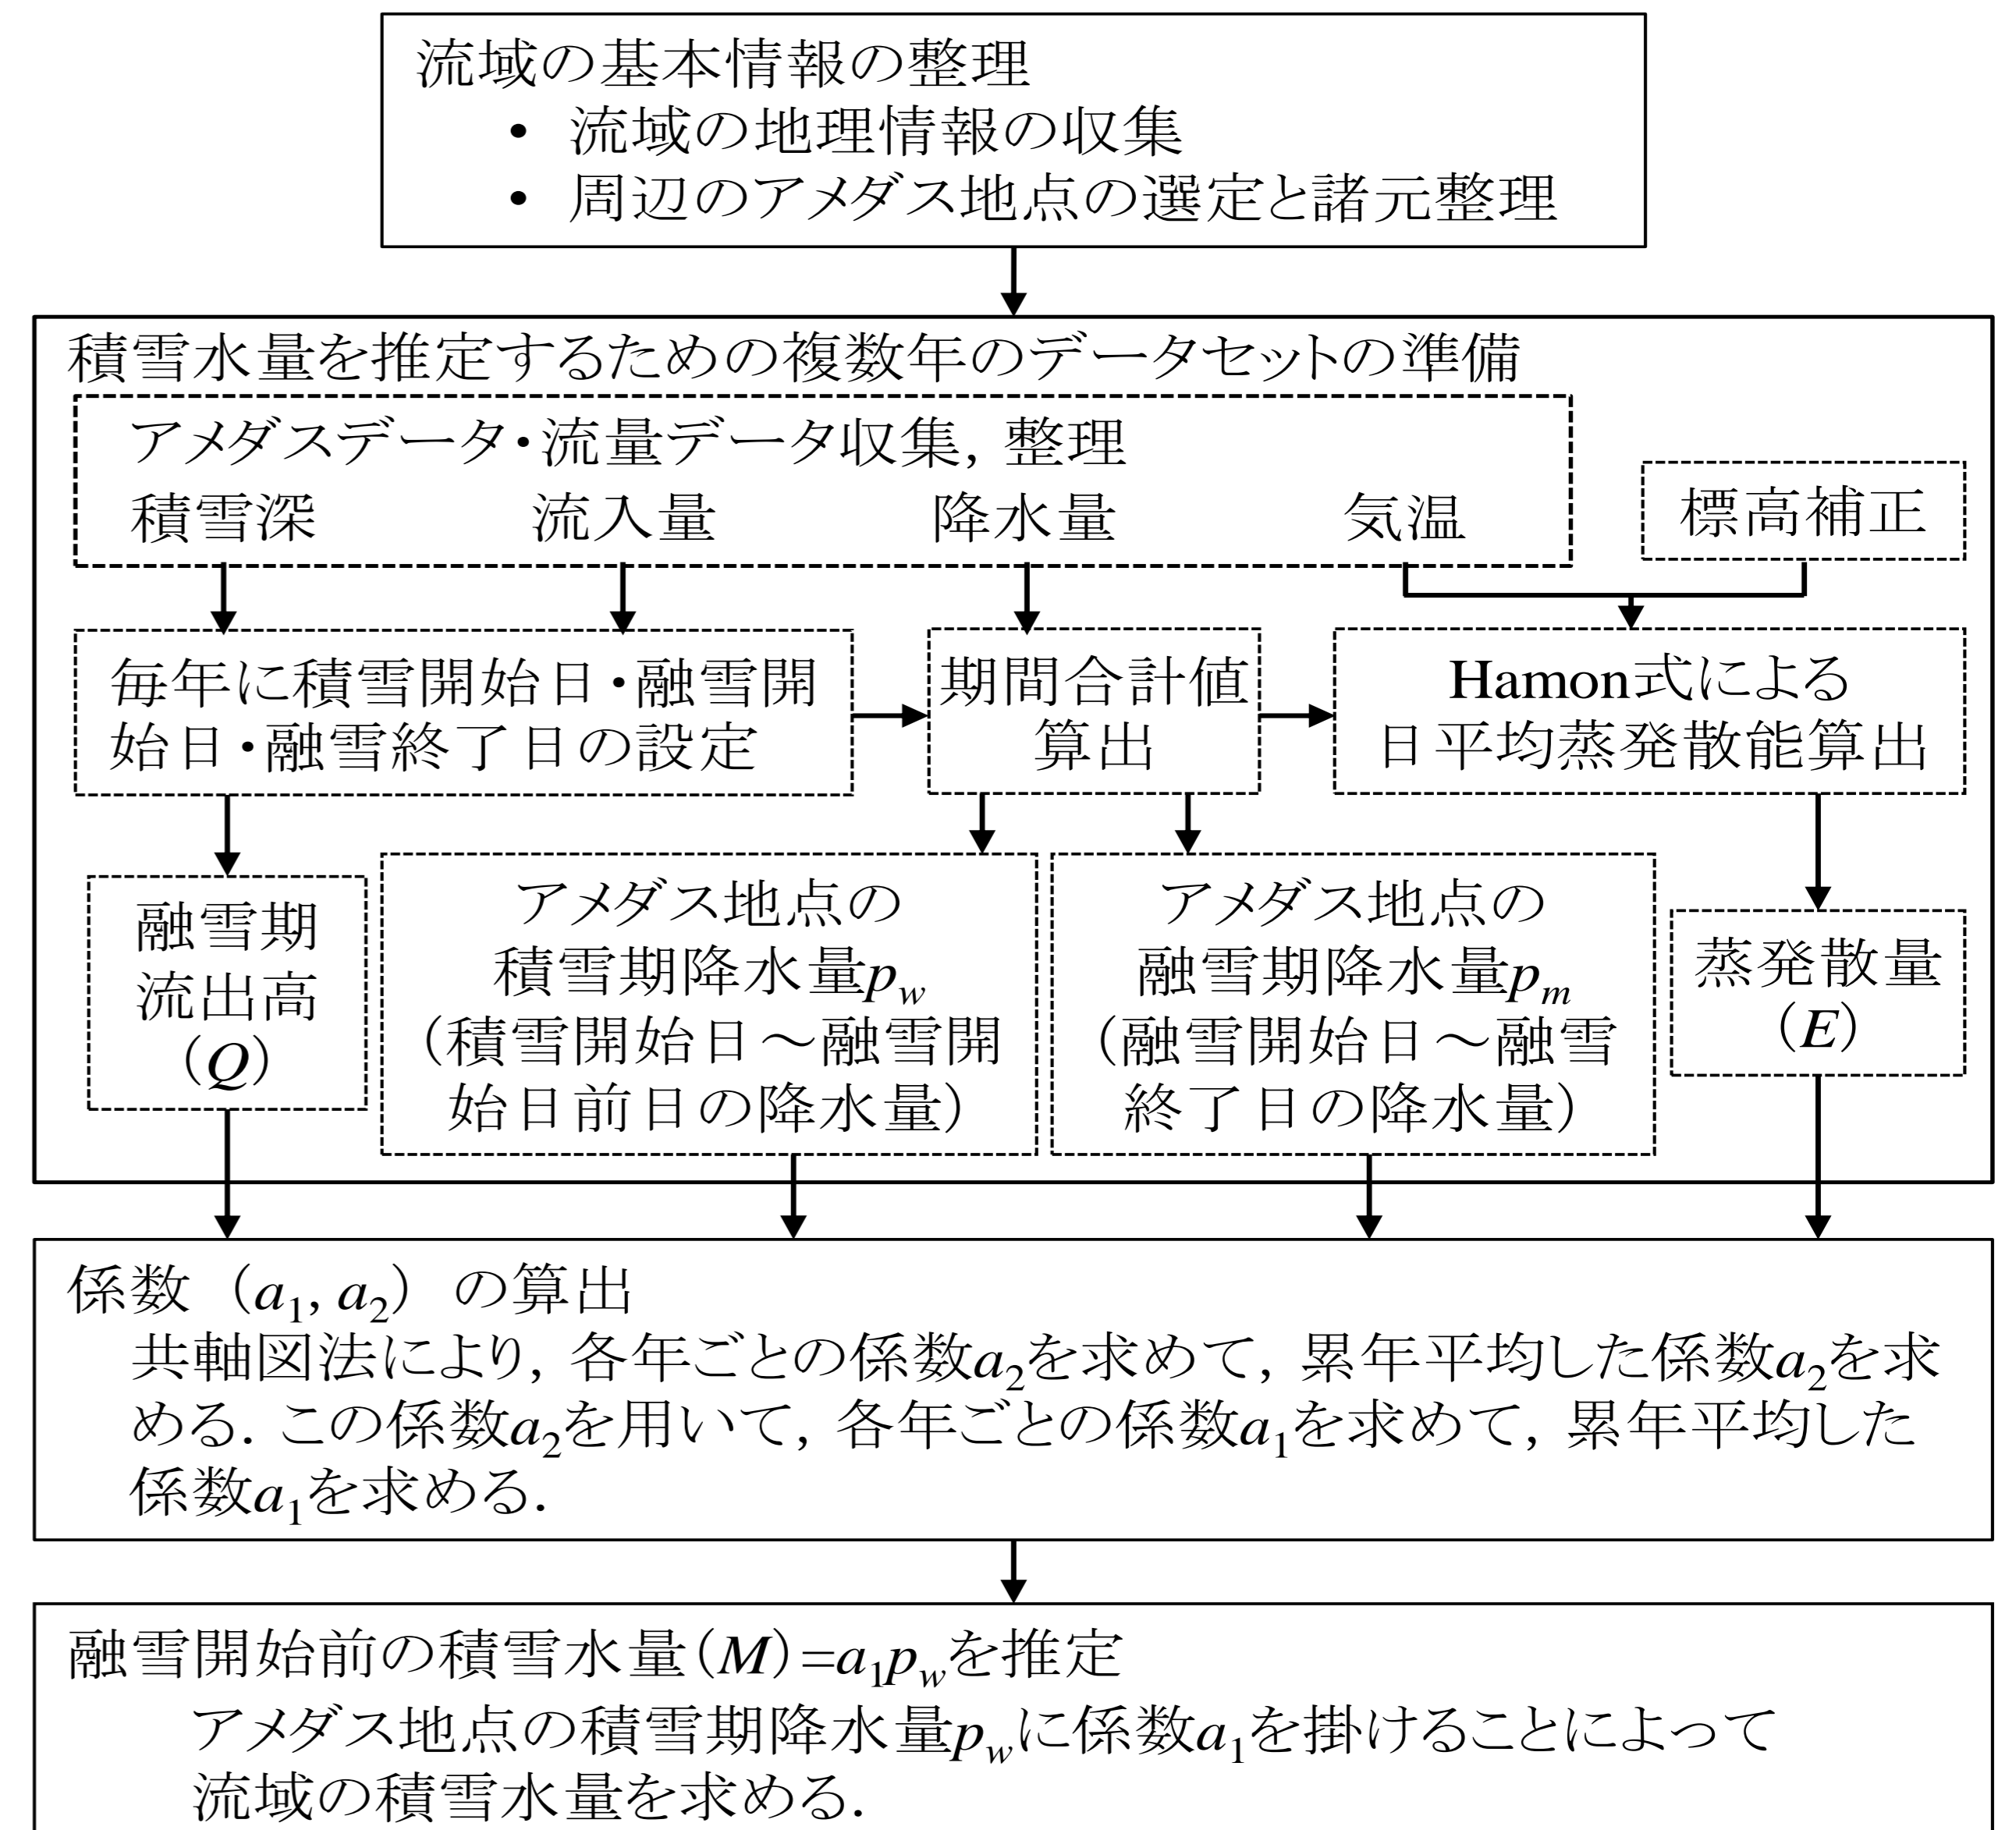 流域の基本情報の整理
• 流域の地理情報の収集
• 周辺のアメダス地点の選定と諸元整理
積雪水量を推定するための複数年のデータセットの準備
アメダスデータ・流量データ収集, 整理
積雪深 流入量 降水量 気温
標高補正
毎年に積雪開始日・融雪開
始日・融雪終了日の設定
期間合計値
算出
Hamon式による
日平均蒸発散能算出
融雪期
流出高
（Q）
アメダス地点の
積雪期降水量pw
（積雪開始日～融雪開
始日前日の降水量）
アメダス地点の
融雪期降水量pm
（融雪開始日～融雪
終了日の降水量）
蒸発散量
（E）
係数（a1, a2）の算出
共軸図法により, 各年ごとの係数a2を求めて, 累年平均した係数a2を求
める. この係数a2を用いて, 各年ごとの係数a1を求めて, 累年平均した
係数a1を求める.
融雪開始前の積雪水量（M）=a1pwを推定
アメダス地点の積雪期降水量pwに係数a1を掛けることによって
流域の積雪水量を求める.